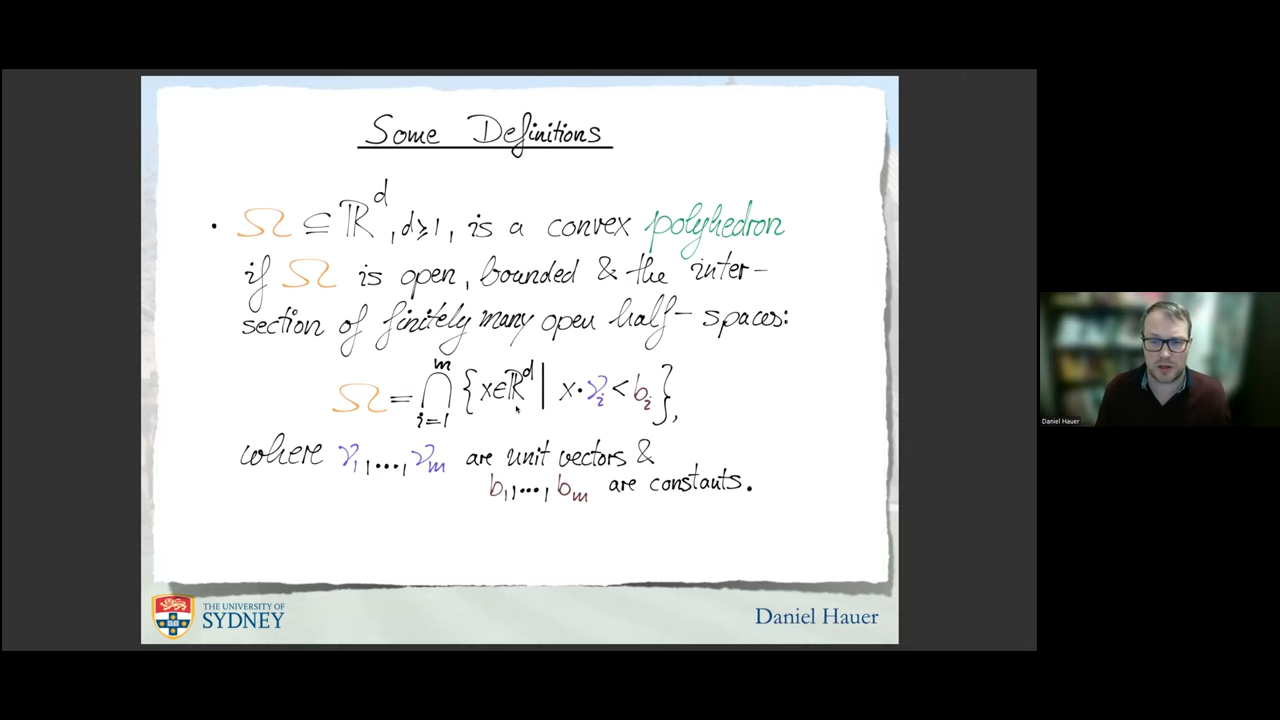 Some Definitions
• Ω ⊆ ℝ^d, d≥1, is a convex polyhedron
if Ω is open, bounded & the inter-
section of finitely many open half-spaces:
Ω = ⋂_{i=1}^{m} {x∈ℝ^d | x·ν_i < b_i},
where ν_1,...,ν_m are unit vectors &
b_1,...,b_m are constants.
THE UNIVERSITY OF
SYDNEY
Daniel Hauer
Daniel Hauer